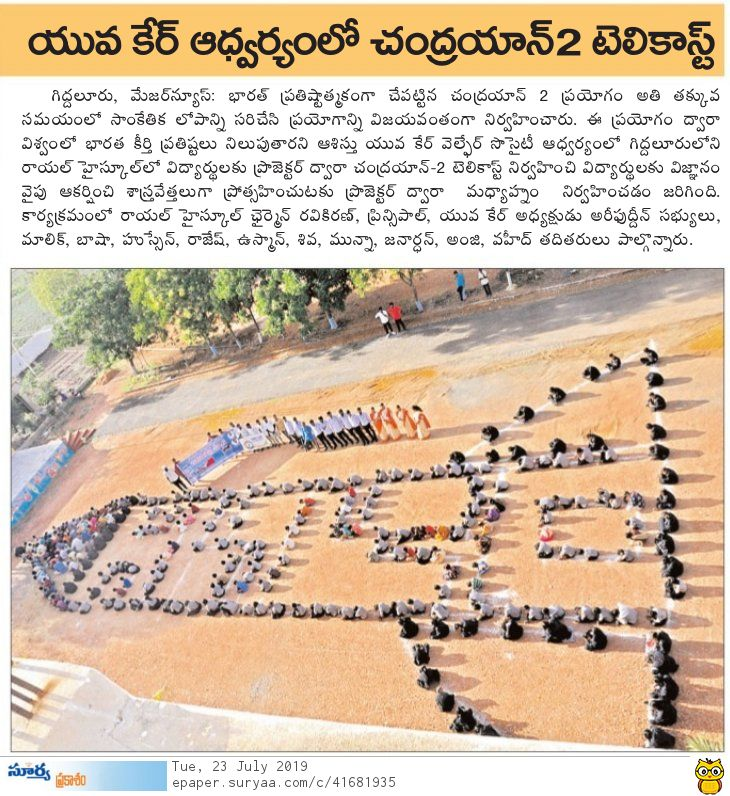 యువ కేర్ ఆధ్వర్యంలో చంద్రయాన్2 టెలికాస్ట్
గిద్దలూరు, మేజర్‌న్యూస్: భారత్ ప్రతిష్టాత్మకంగా చేపట్టిన చంద్రయాన్ 2 ప్రయోగం అతి తక్కువ
సమయంలో సాంకేతిక లోపాన్ని సరిచేసి ప్రయోగాన్ని విజయవంతంగా నిర్వహించారు. ఈ ప్రయోగం ద్వారా
విశ్వంలో భారత కీర్తి ప్రతిష్టలు నిలుపుతారని ఆశిస్తు యువ కేర్ వెల్ఫేర్ సొసైటీ ఆధ్వర్యంలో గిద్దలూరులోని
రాయల్ హైస్కూల్‌లో విద్యార్థులకు ప్రొజెక్టర్ ద్వారా చంద్రయాన్-2 టెలికాస్ట్ నిర్వహించి విద్యార్థులకు విజ్ఞానం
వైపు ఆకర్షించి శాస్త్రవేత్తలుగా ప్రోత్సహించుటకు ప్రొజెక్టర్ ద్వారా మధ్యాహ్నం నిర్వహించడం జరిగింది.
కార్యక్రమంలో రాయల్ హైస్కూల్ ఛైర్మెన్ రవికిరణ్, ప్రిన్సిపాల్, యువ కేర్ అధ్యక్షుడు అరీఫుద్దీన్ సభ్యులు,
మాలిక్, బాషా, హుస్సేన్, రాజేష్, ఉస్మాన్, శివ, మున్నా, జనార్ధన్, అంజి, వహీద్ తదితరులు పాల్గొన్నారు.
సూర్య ప్రకాశం
Tue, 23 July 2019
epaper.suryaa.com/c/41681935